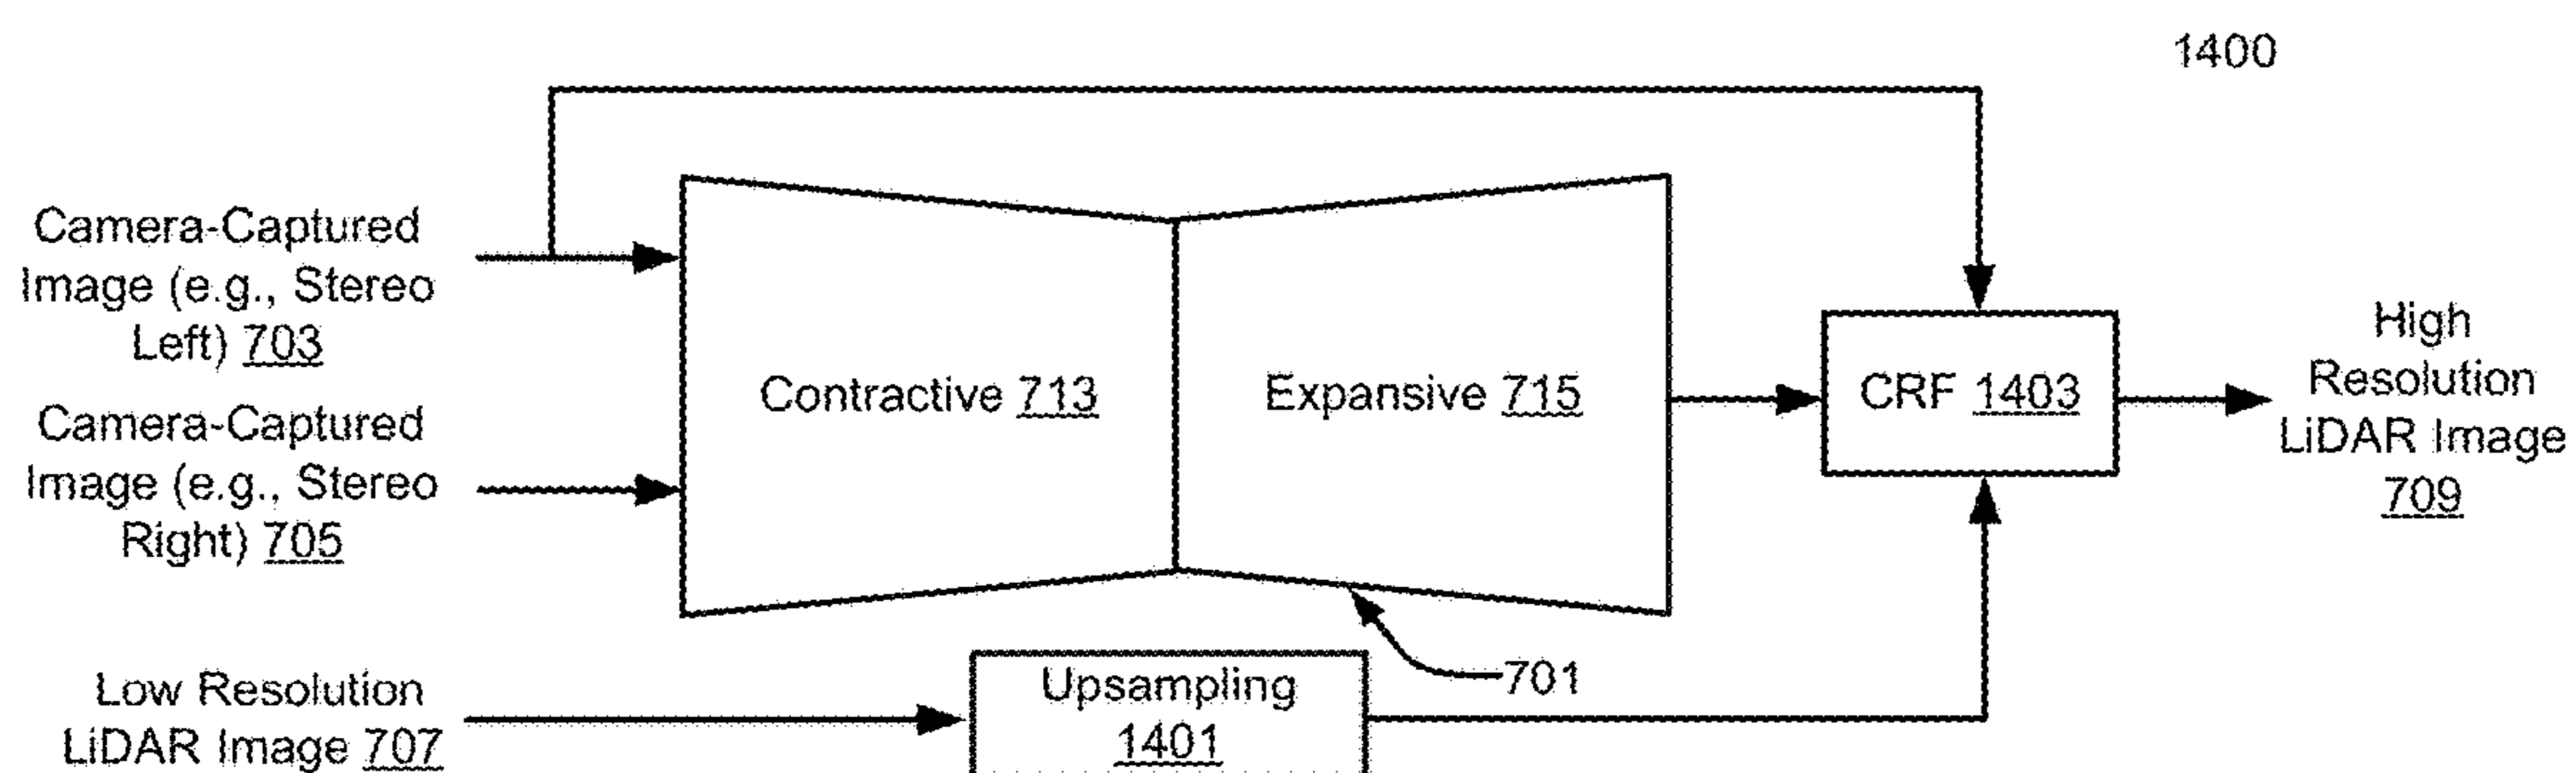 1400
Camera-Captured
Image (e.g., Stereo
Left) 703
Camera-Captured
Image (e.g., Stereo
Right) 705
Low Resolution
LiDAR Image 707
Contractive 713
Expansive 715
701
Upsampling
1401
CRF 1403
High
Resolution
LiDAR Image
709